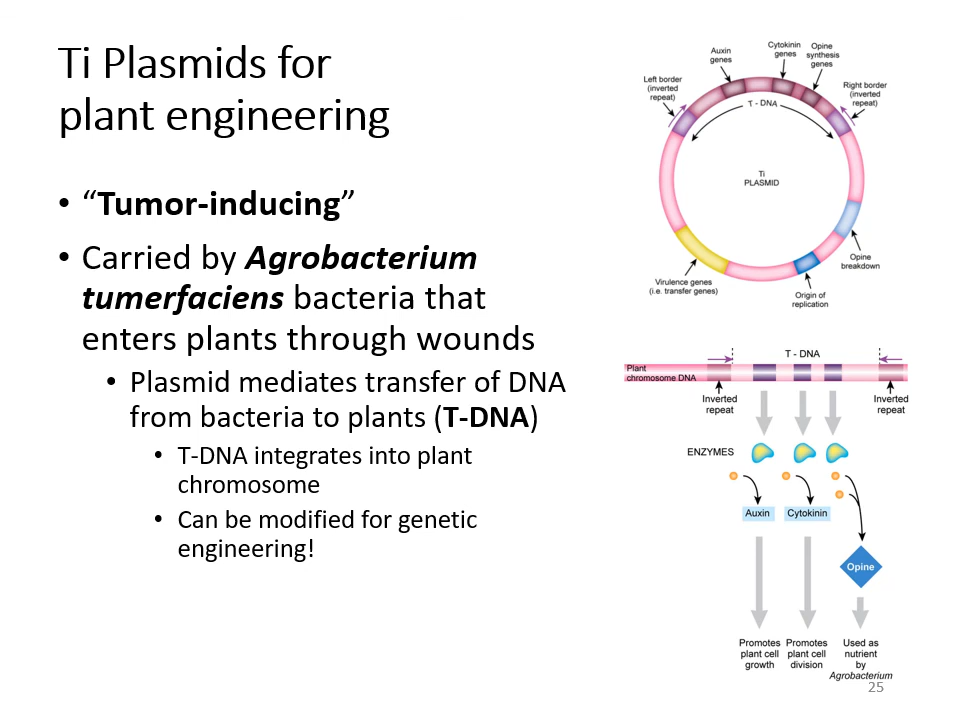 Ti Plasmids for
plant engineering
• “Tumor-inducing”
• Carried by Agrobacterium
tumerfaciens bacteria that
enters plants through wounds
• Plasmid mediates transfer of DNA
from bacteria to plants (T-DNA)
• T-DNA integrates into plant
chromosome
• Can be modified for genetic
engineering!
Auxin
genes
Cytokinin
genes
Opine
synthesis
genes
Left border
(inverted
repeat)
Right border
(inverted
repeat)
T - DNA
Ti
PLASMID
Virulence genes
(i.e. transfer genes)
Origin of
replication
Opine
breakdown
T - DNA
Plant
chromosome DNA
Inverted
repeat
Inverted
repeat
ENZYMES
Auxin
Cytokinin
Opine
Promotes
plant cell
growth
Promotes
plant cell
division
Used as
nutrient
by
Agrobacterium
25